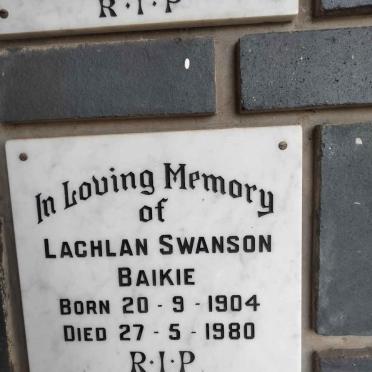 R·I·P
In Loving Memory
of
LACHLAN SWANSON
BAIKIE
BORN 20 - 9 - 1904
DIED 27 - 5 - 1980
R·I·P